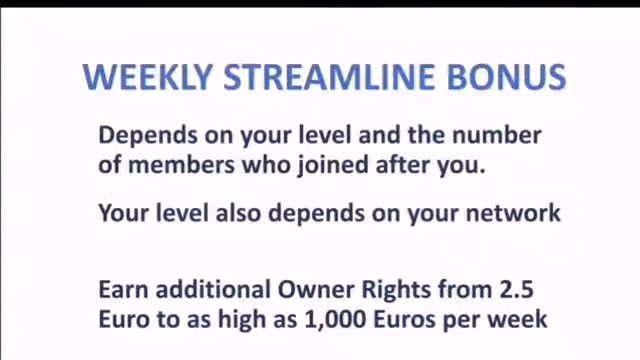 WEEKLY STREAMLINE BONUS
Depends on your level and the number
of members who joined after you.
Your level also depends on your network
Earn additional Owner Rights from 2.5
Euro to as high as 1,000 Euros per week